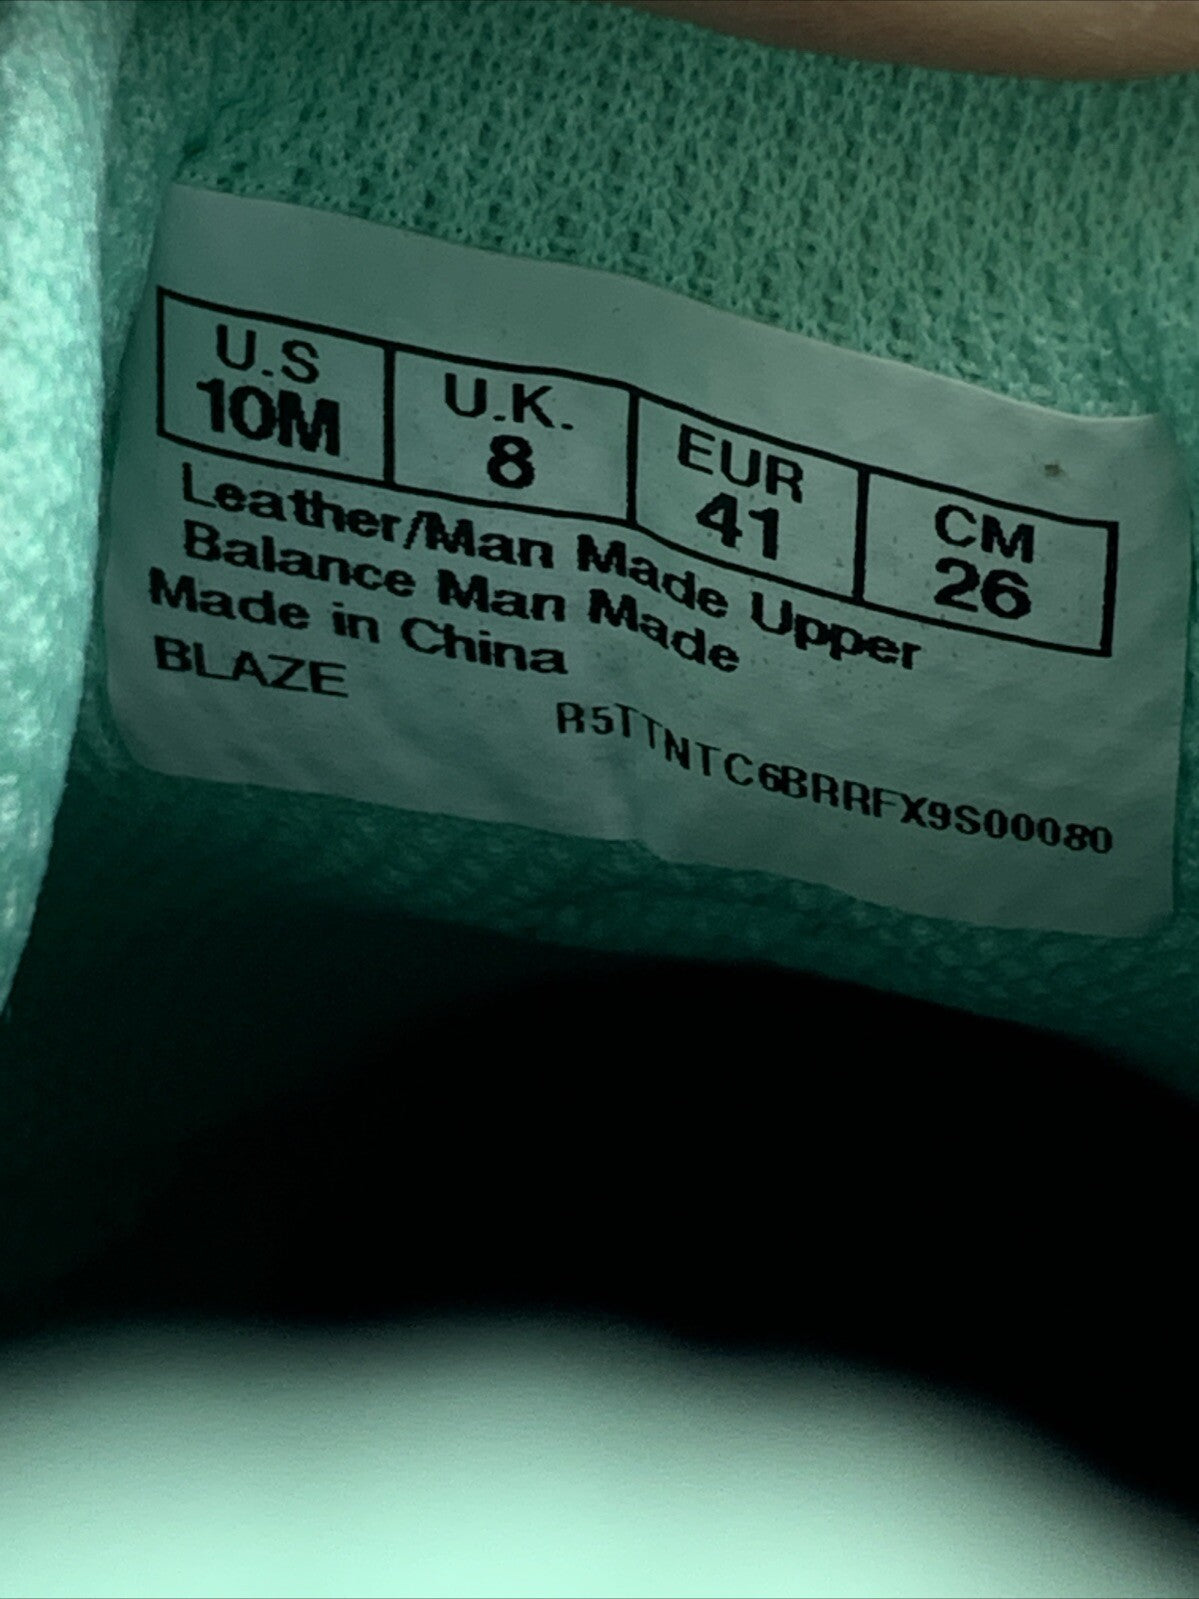 U.S U.K. EUR CM
10M 8 41 26
Leather/Man Made Upper
Balance Man Made
Made in China
BLAZE
R5TTNTC6BRRFX9S00080